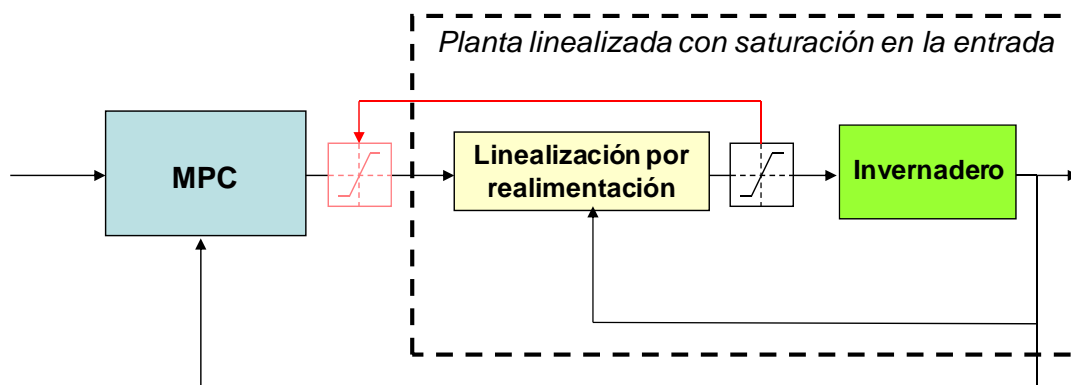 Planta linealizada con saturación en la entrada
MPC
Linealización por
realimentación
Invernadero